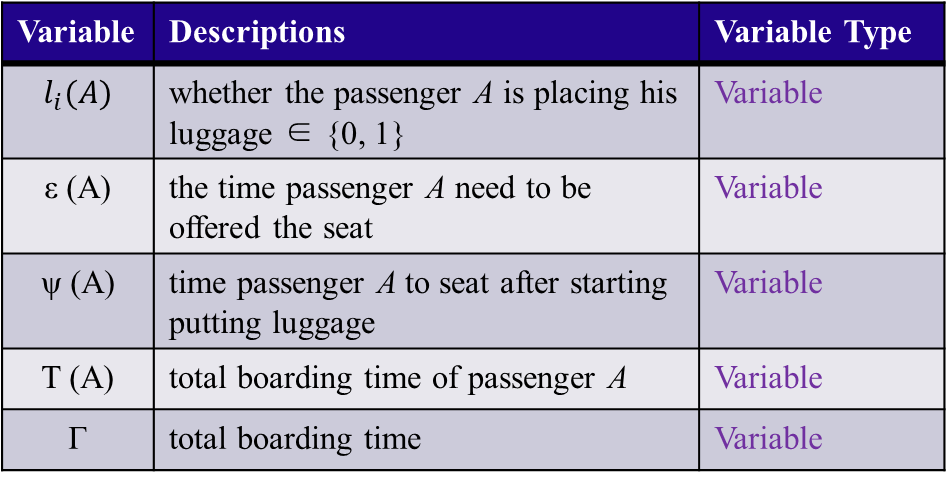 Variable Descriptions Variable Type
lᵢ(A) whether the passenger A is placing his Variable
luggage ∈ {0, 1}
ε (A) the time passenger A need to be Variable
offered the seat
ψ (A) time passenger A to seat after starting Variable
putting luggage
T (A) total boarding time of passenger A Variable
Γ total boarding time Variable